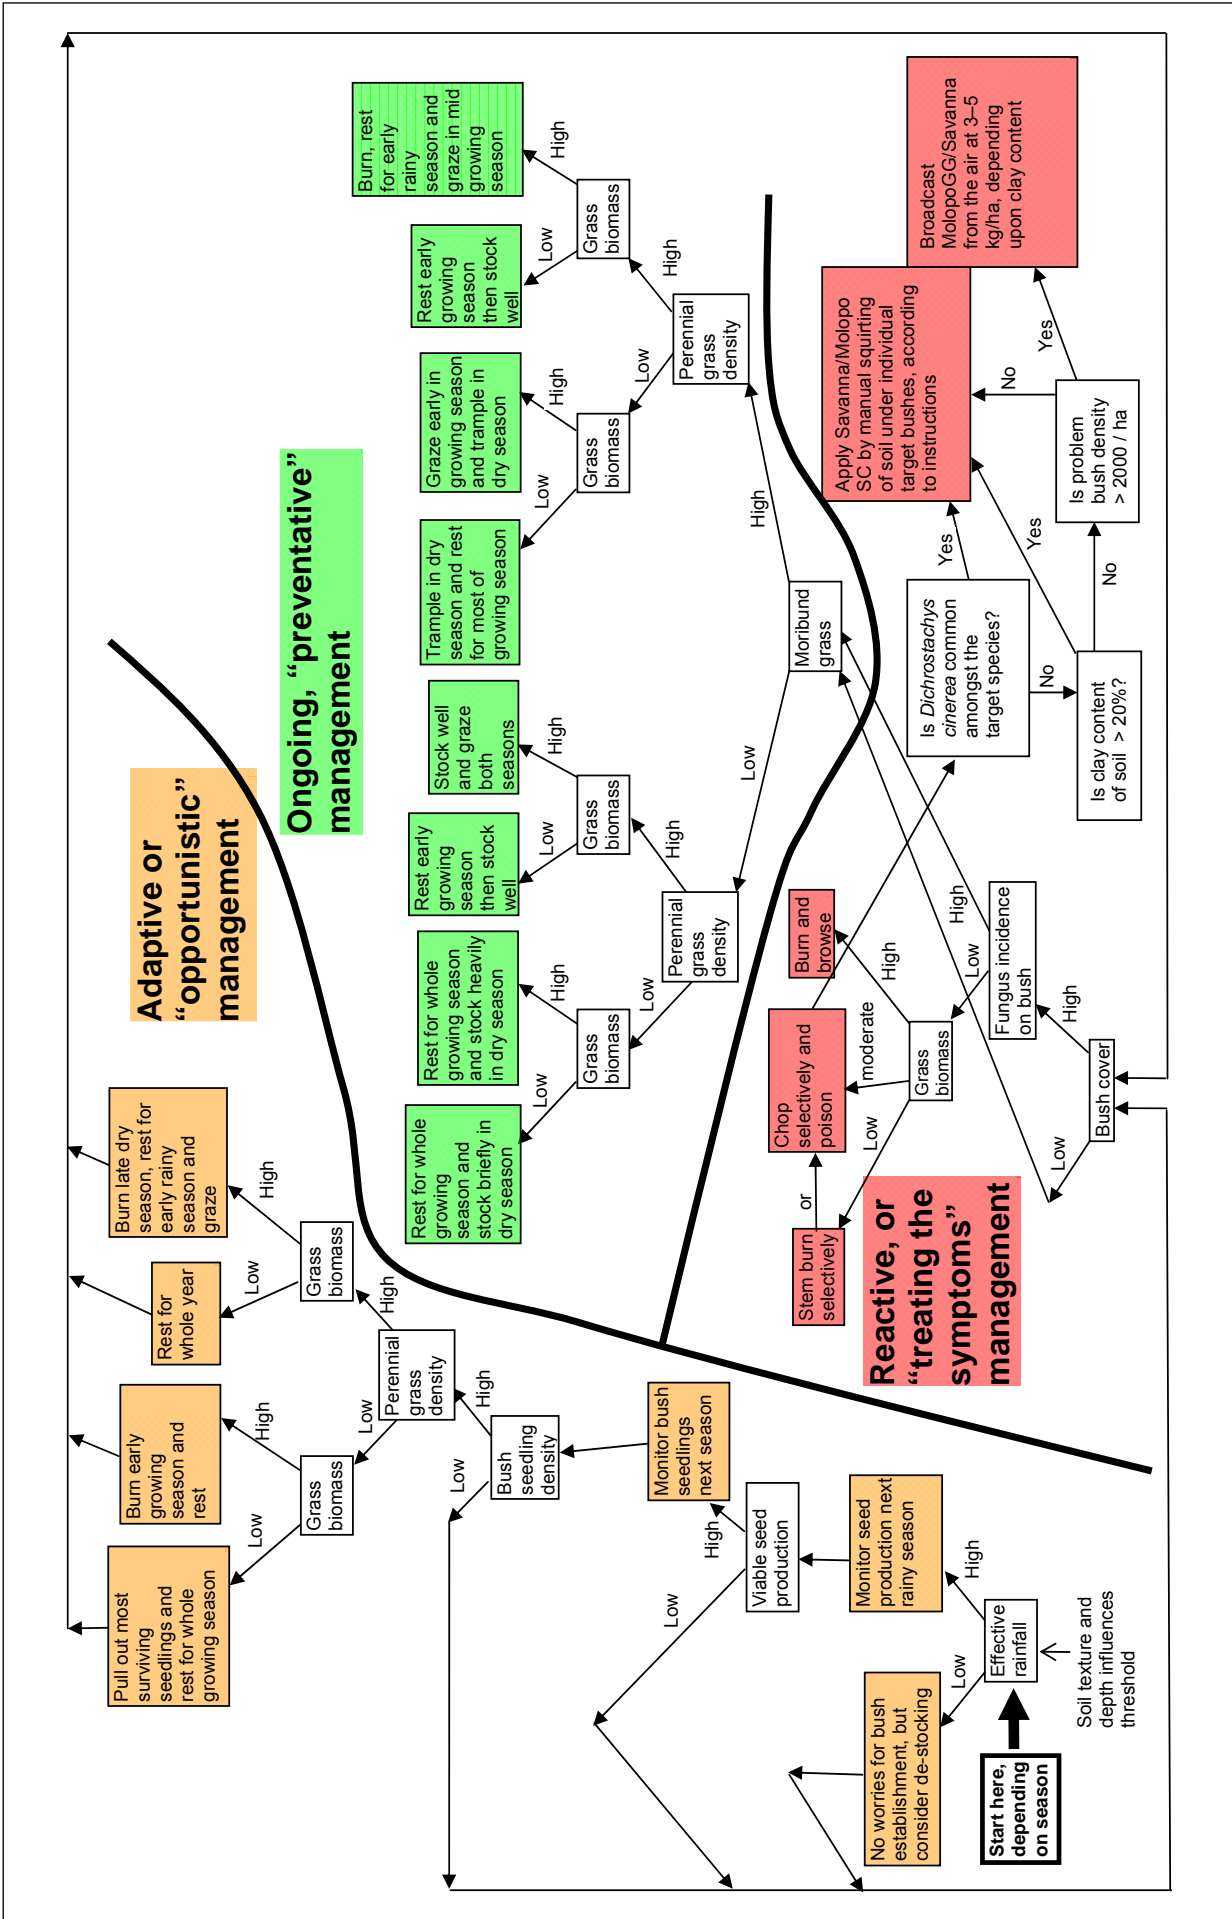 Adaptive or
“opportunistic”
management
Pull out most
surviving
seedlings and
rest for whole
growing season
Burn early
growing
season and
rest
Rest for
whole year
Burn late dry
season, rest for
early rainy
season and
graze
Low
High
Low
High
Grass
biomass
Grass
biomass
Low
High
Perennial
grass
density
Low
High
Bush
seedling
density
Monitor bush
seedlings
next season
Low
High
Viable seed
production
Monitor seed
production next
rainy season
No worries for bush
establishment, but
consider de-stocking
Low
High
Effective
rainfall
Start here,
depending
on season
Soil texture and
depth influences
threshold
Ongoing, “preventative”
management
Rest for whole
growing
season and
stock briefly in
dry season
Rest for whole
growing season
and stock heavily
in dry season
Rest early
growing
season
then stock
well
Stock well
and graze
both
seasons
Trample in dry
season and rest
for most of
growing season
Graze early in
growing season
and trample in
dry season
Rest early
growing
season
then stock
well
Burn, rest
for early
rainy
season and
graze in mid
growing
season
Low
High
Low
High
Low
High
Low
High
Grass
biomass
Grass
biomass
Grass
biomass
Grass
biomass
Low
High
Low
High
Perennial
grass
density
Perennial
grass
density
Low
High
Moribund
grass
Reactive, or
“treating the
symptoms”
management
Stem burn
selectively
or
Chop
selectively and
poison
Burn and
browse
Low
moderate
High
Grass
biomass
Low
High
Fungus incidence
on bush
Low
High
Bush cover
Is Dichrostachys
cinerea common
amongst the
target species?
Yes
No
Is clay content
of soil > 20%?
Yes
No
Is problem
bush density
> 2000 / ha
No
Yes
Apply Savanna/Molopo
SC by manual squirting
of soil under individual
target bushes, according
to instructions
Broadcast
MolopoGG/Savanna
from the air at 3–5
kg/ha, depending
upon clay content